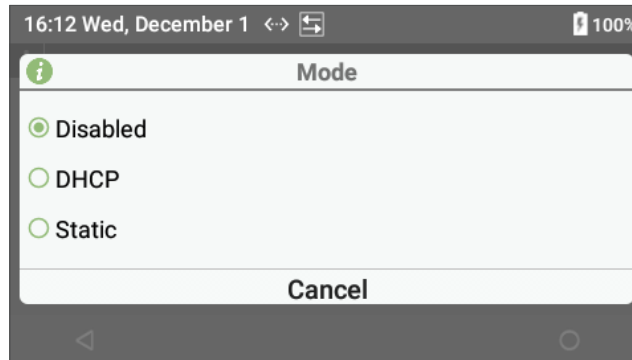 16:12 Wed, December 1 100%
Mode
Disabled
DHCP
Static
Cancel